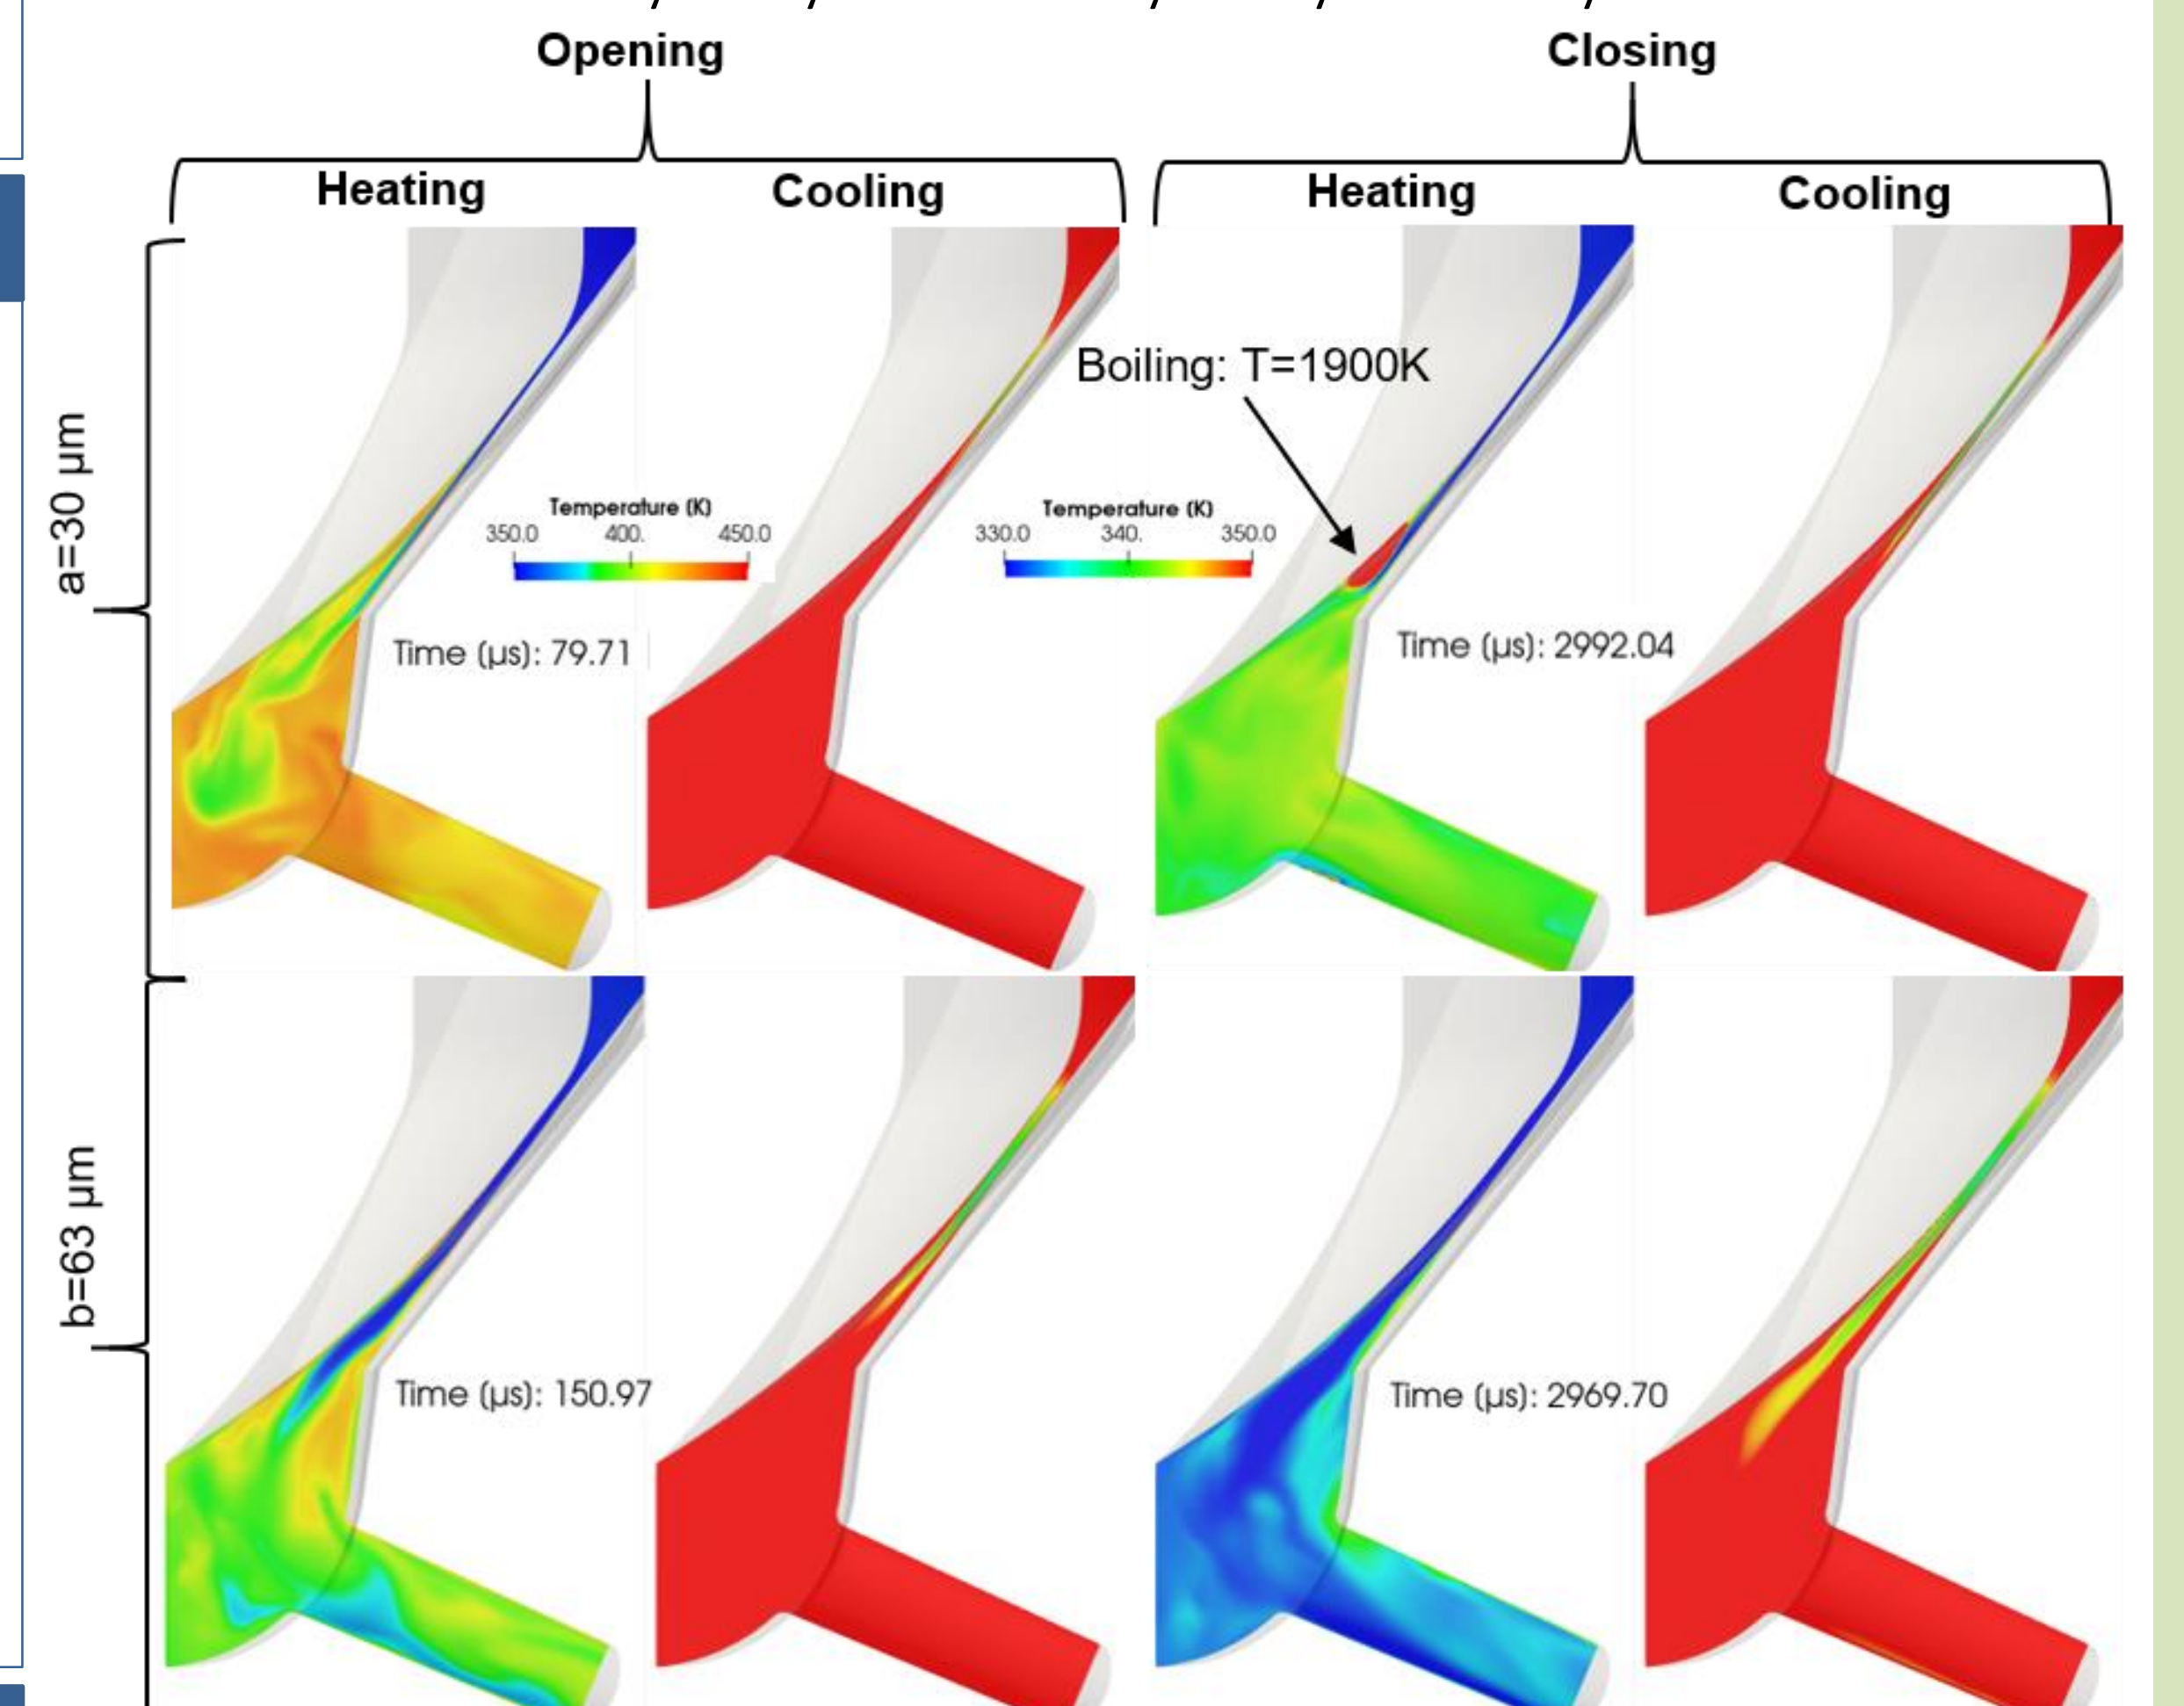 Opening
Closing
Heating
Cooling
Heating
Cooling
a=30 μm
Boiling: T=1900K
Temperature (K)
350.0 400. 450.0
Temperature (K)
330.0 340. 350.0
Time (μs): 79.71
Time (μs): 2992.04
b=63 μm
Time (μs): 150.97
Time (μs): 2969.70